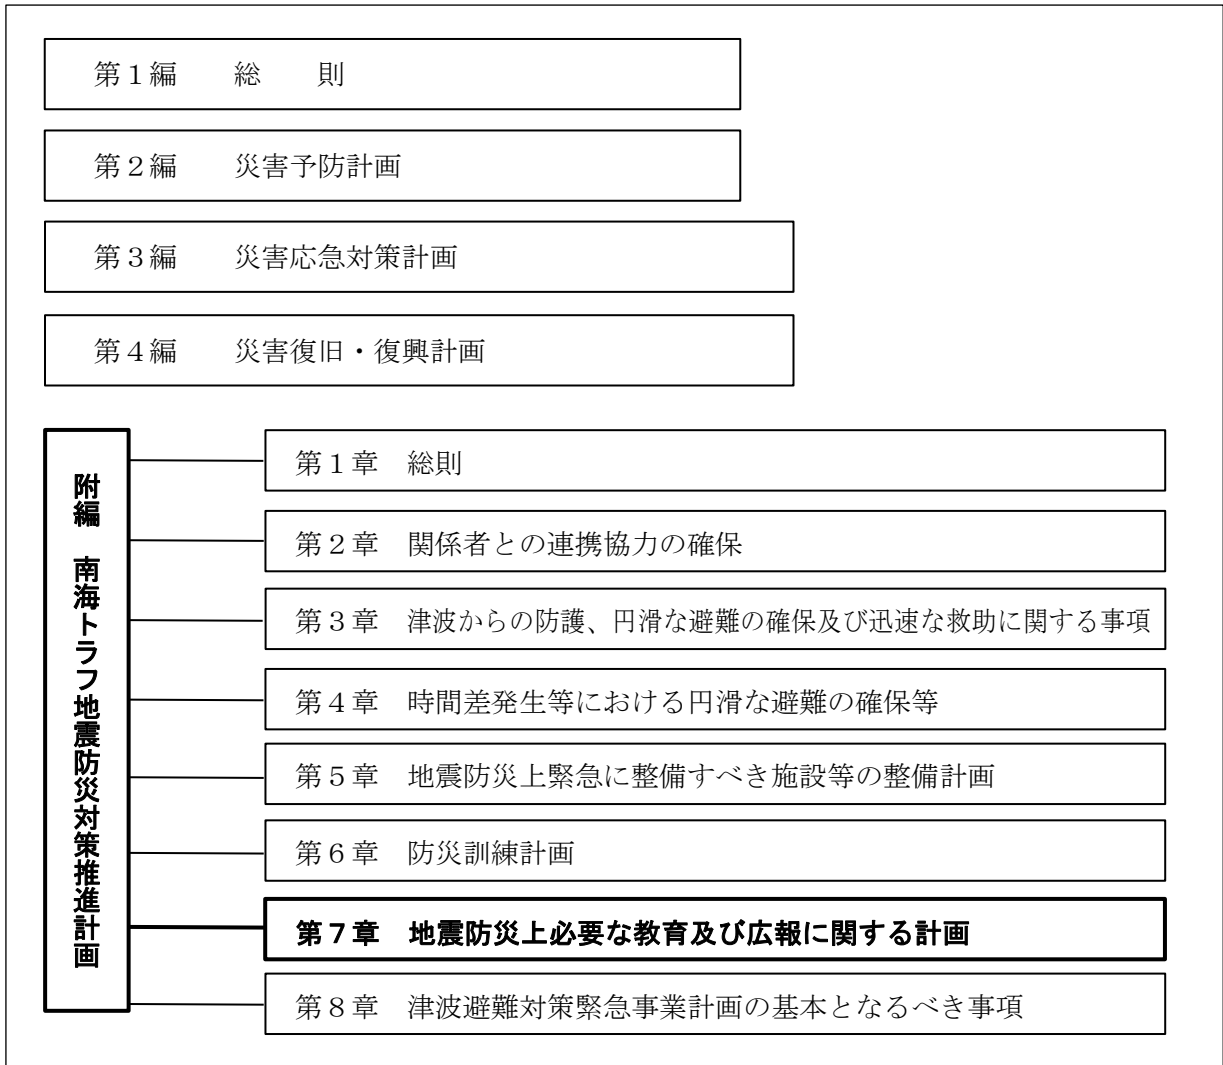 第１編　　総　　則
第２編　　災害予防計画
第３編　　災害応急対策計画
第４編　　災害復旧・復興計画
附編　南海トラフ地震防災対策推進計画
第１章　総則
第２章　関係者との連携協力の確保
第３章　津波からの防護、円滑な避難の確保及び迅速な救助に関する事項
第４章　時間差発生等における円滑な避難の確保等
第５章　地震防災上緊急に整備すべき施設等の整備計画
第６章　防災訓練計画
第７章　地震防災上必要な教育及び広報に関する計画
第８章　津波避難対策緊急事業計画の基本となるべき事項